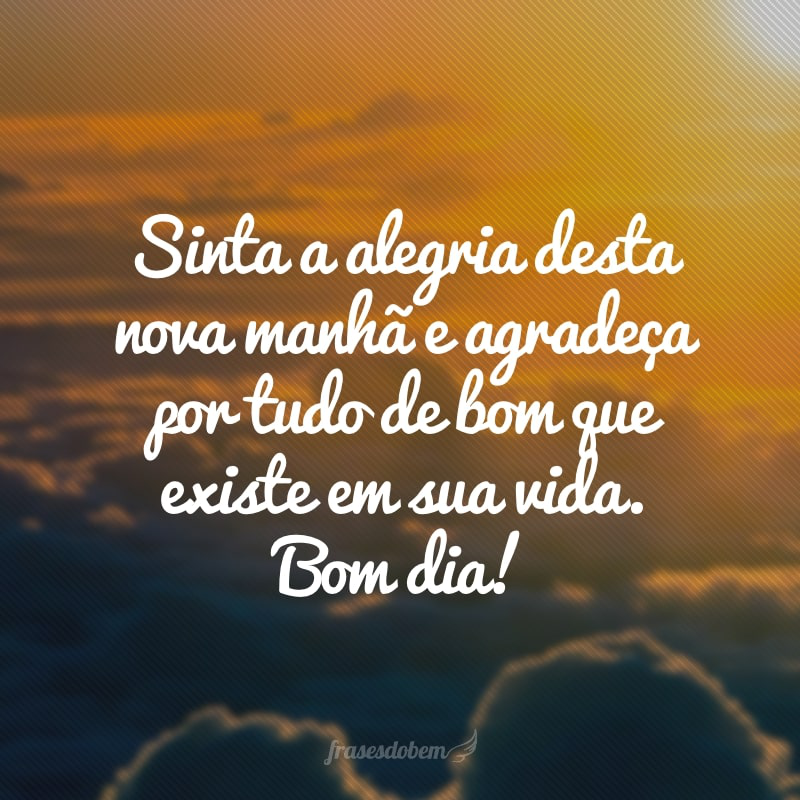 Sinta a alegria desta
nova manhã e agradeça
por tudo de bom que
existe em sua vida.
Bom dia!
frasesdobem